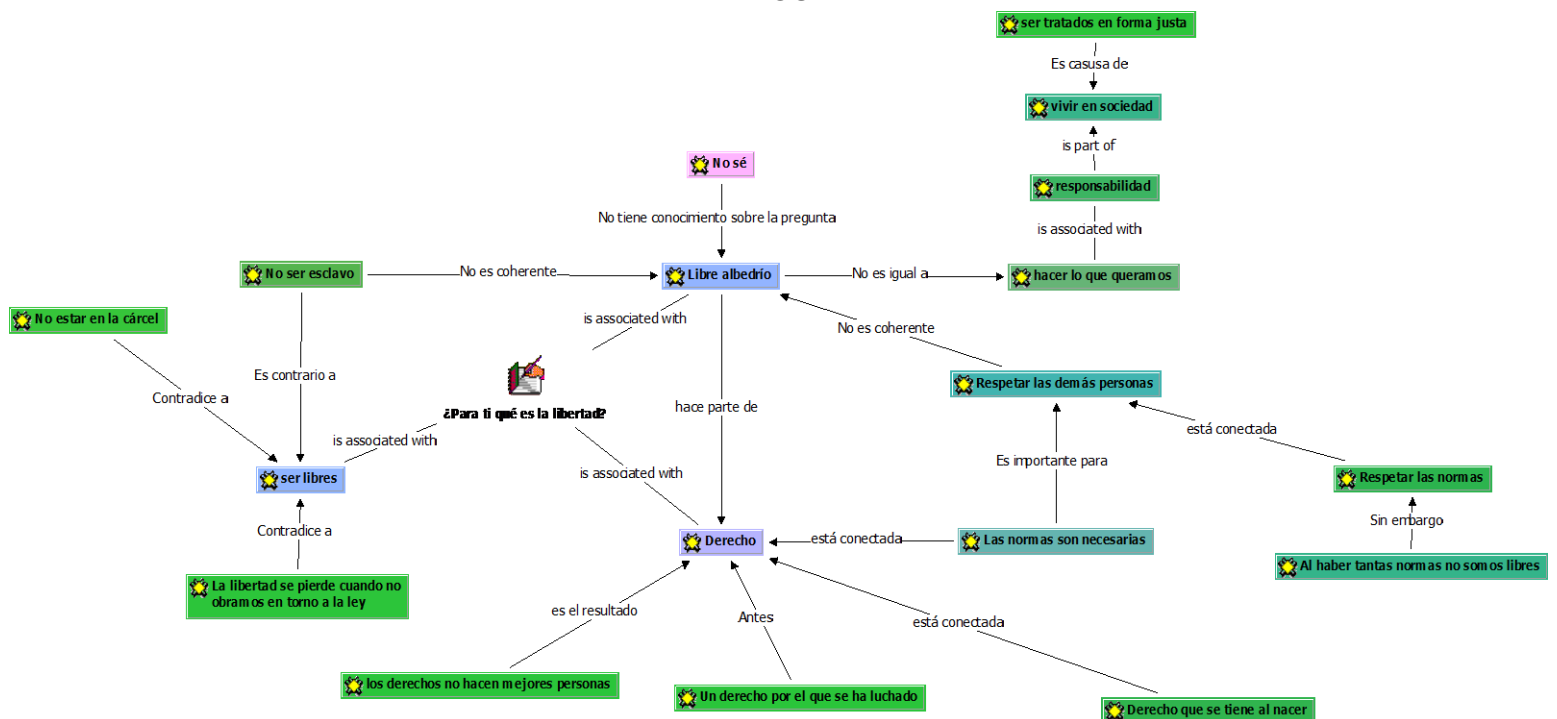 ser tratados en forma justa
Es casusa de
vivir en sociedad
is part of
No sé
responsabilidad
No tiene conocimiento sobre la pregunta
is associated with
No ser esclavo
No es coherente
Libre albedrío
No es igual a
hacer lo que queramos
No estar en la cárcel
is associated with
No es coherente
Es contrario a
Respetar las demás personas
Contradice a
¿Para ti qué es la libertad?
hace parte de
está conectada
is associated with
Es importante para
is associated with
ser libres
Respetar las normas
Contradice a
Sin embargo
Derecho
está conectada
Las normas son necesarias
Al haber tantas normas no somos libres
La libertad se pierde cuando no
obramos en torno a la ley
es el resultado
Antes
está conectada
los derechos no hacen mejores personas
Un derecho por el que se ha luchado
Derecho que se tiene al nacer